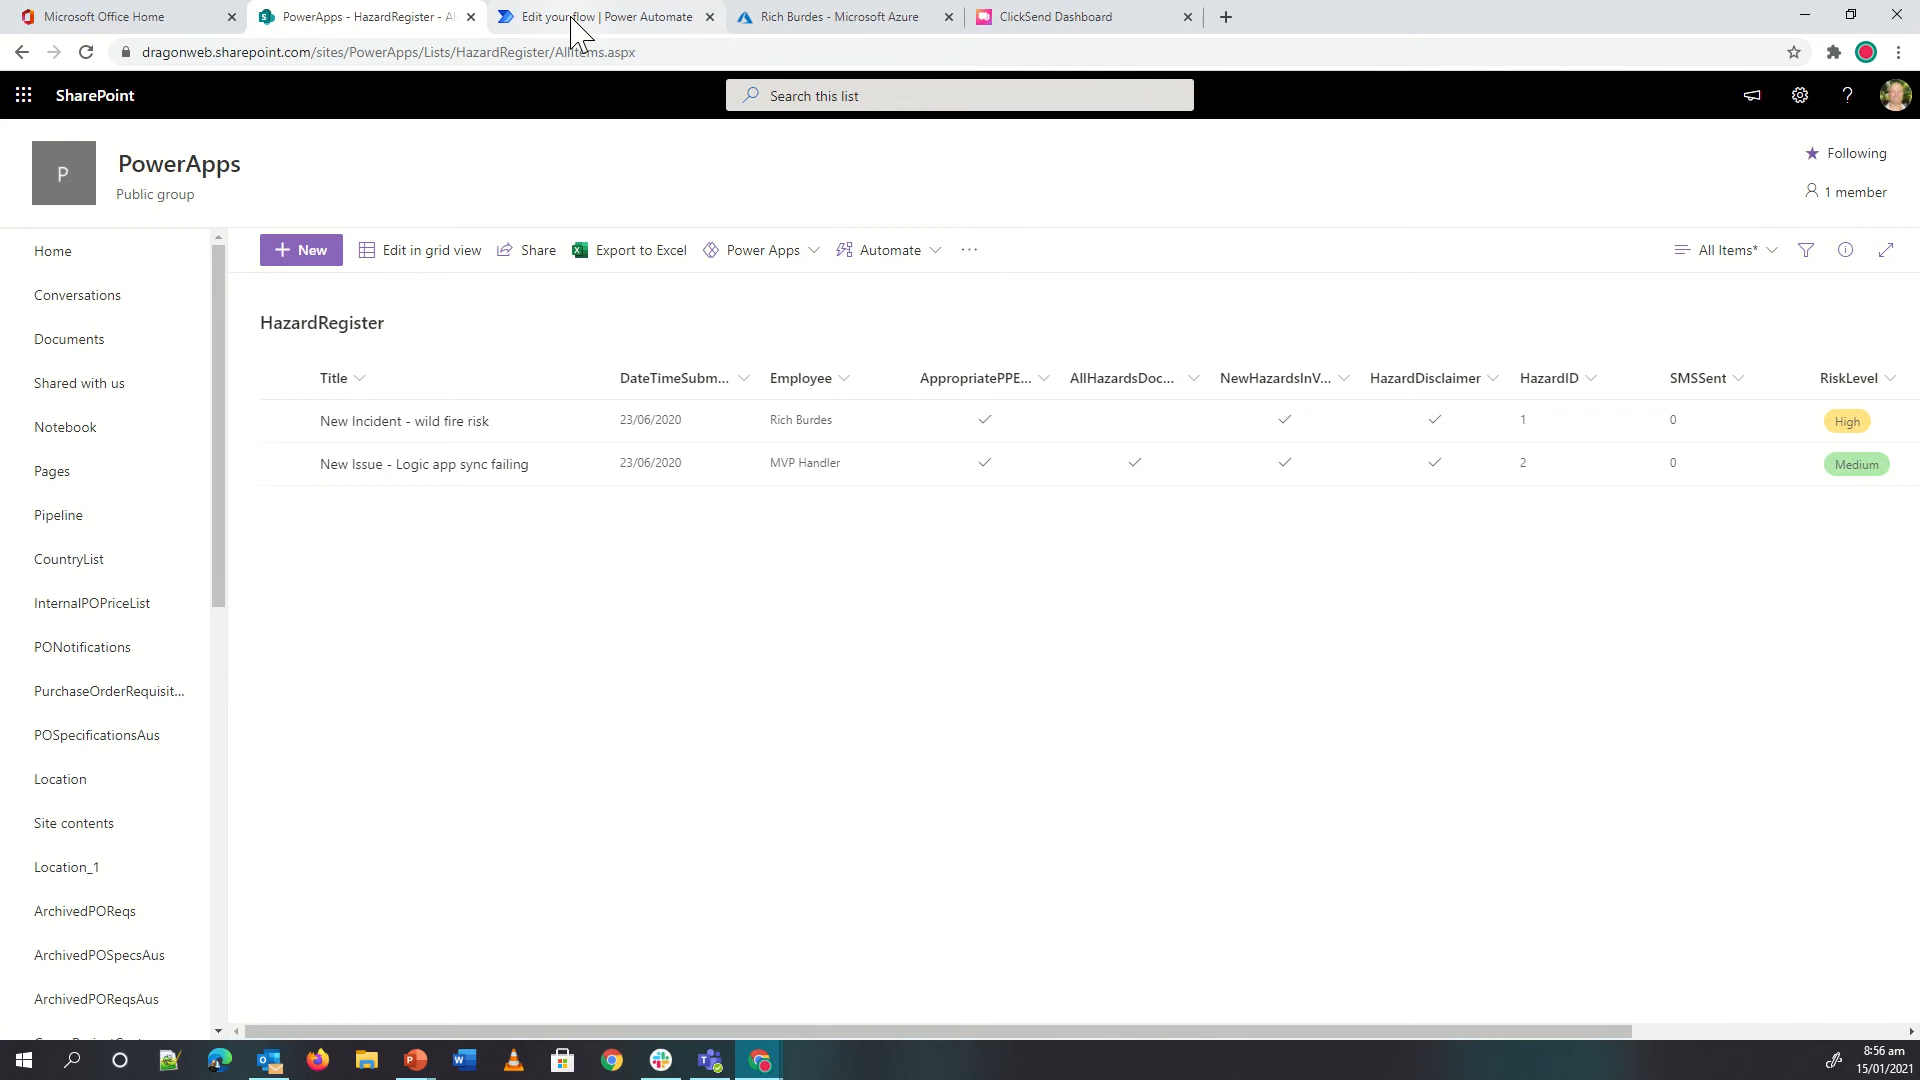 Microsoft Office Home
PowerApps - HazardRegister - Al
Edit your flow | Power Automate
Rich Burdes - Microsoft Azure
ClickSend Dashboard
dragonweb.sharepoint.com/sites/PowerApps/Lists/HazardRegister/AllItems.aspx
SharePoint
Search this list
P
PowerApps
Public group
Following
1 member
New
Edit in grid view
Share
Export to Excel
Power Apps
Automate
All Items*
Home
Conversations
Documents
Shared with us
Notebook
Pages
Pipeline
CountryList
InternalPOPriceList
PONotifications
PurchaseOrderRequisit...
POSpecificationsAus
Location
Site contents
Location_1
ArchivedPOReqs
ArchivedPOSpecsAus
ArchivedPOReqsAus
HazardRegister
Title DateTimeSubm... Employee AppropriatePPE... AllHazardsDoc... NewHazardsInV... HazardDisclaimer HazardID SMSSent RiskLevel
New Incident - wild fire risk 23/06/2020 Rich Burdes 1 0 High
New Issue - Logic app sync failing 23/06/2020 MVP Handler 2 0 Medium
8:56 am
15/01/2021